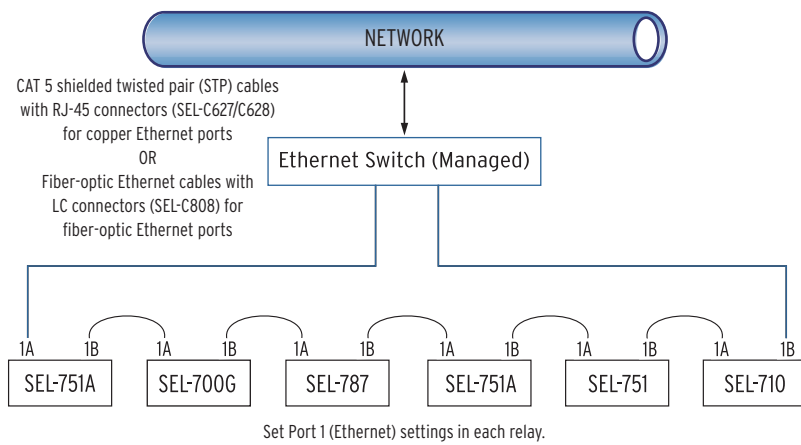 NETWORK
CAT 5 shielded twisted pair (STP) cables
with RJ-45 connectors (SEL-C627/C628)
for copper Ethernet ports
OR
Fiber-optic Ethernet cables with
LC connectors (SEL-C808) for
fiber-optic Ethernet ports
Ethernet Switch (Managed)
1A 1B 1A 1B 1A 1B 1A 1B 1A 1B 1A 1B
SEL-751A SEL-700G SEL-787 SEL-751A SEL-751 SEL-710
Set Port 1 (Ethernet) settings in each relay.